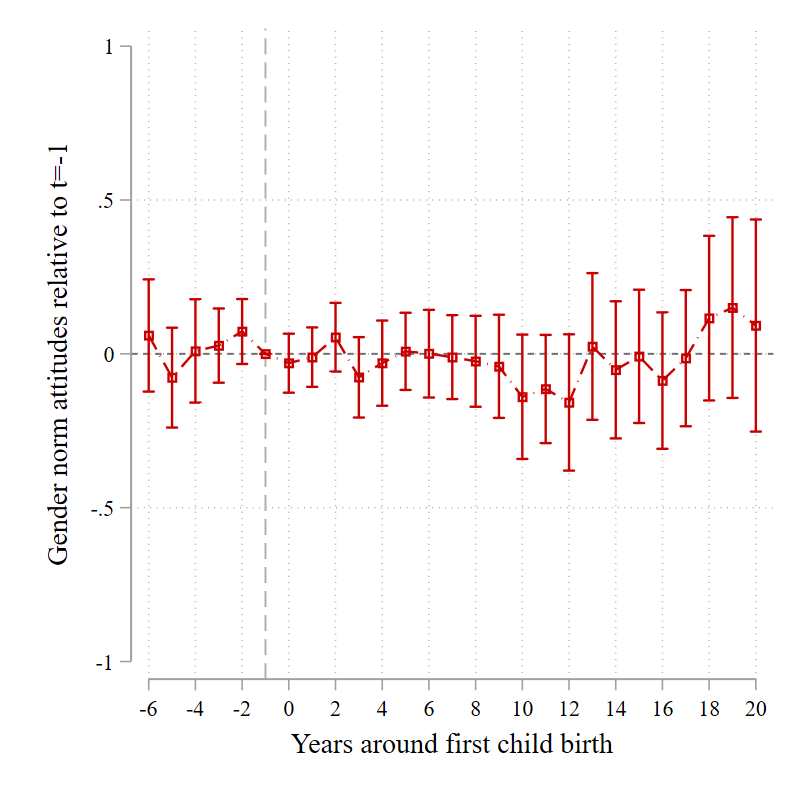 Gender norm attitudes relative to t=-1
1
.5
0
-.5
-1
-6 -4 -2 0 2 4 6 8 10 12 14 16 18 20
Years around first child birth